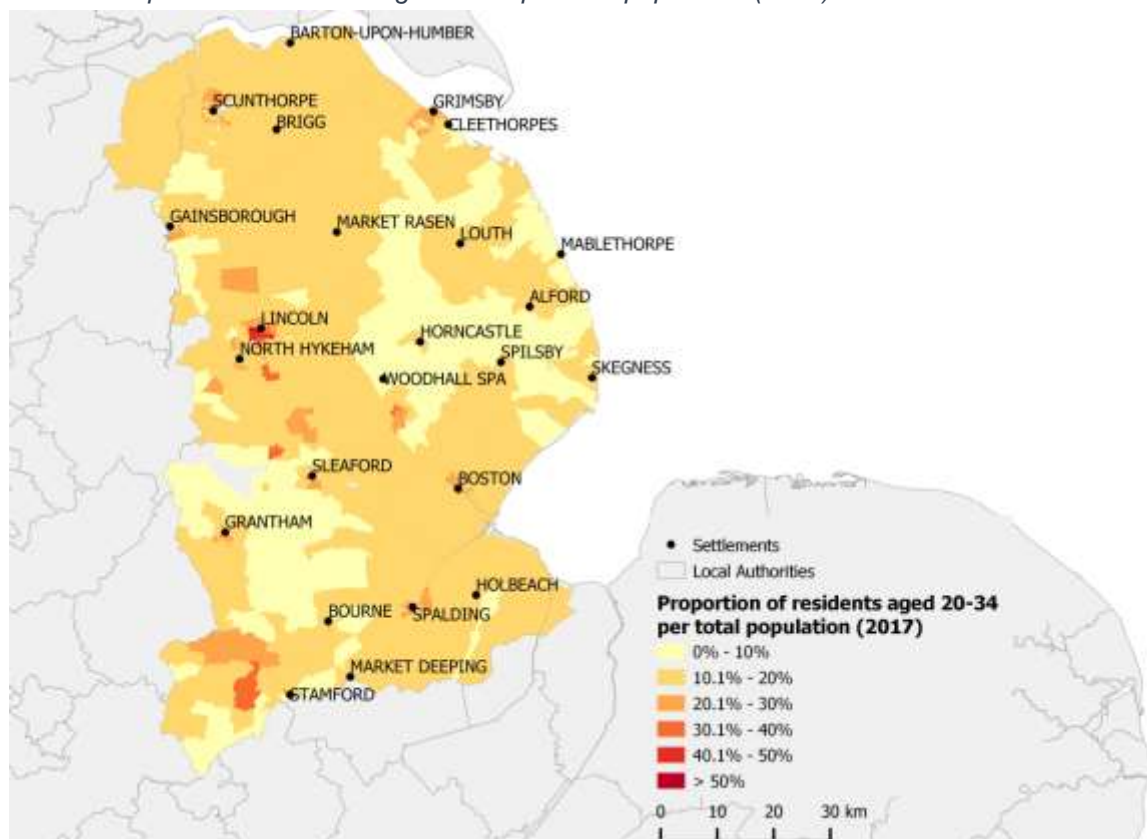 BARTON-UPON-HUMBER
SCUNTHORPE
GRIMSBY
BRIGG
CLEETHORPES
GAINSBOROUGH
MARKET RASEN
LOUTH
MABLETHORPE
ALFORD
LINCOLN
HORNCASTLE
NORTH HYKEHAM
SPILSBY
WOODHALL SPA
SKEGNESS
SLEAFORD
BOSTON
GRANTHAM
HOLBEACH
BOURNE
SPALDING
MARKET DEEPING
STAMFORD
Settlements
Local Authorities
Proportion of residents aged 20-34
per total population (2017)
0% - 10%
10.1% - 20%
20.1% - 30%
30.1% - 40%
40.1% - 50%
> 50%
0 10 20 30 km